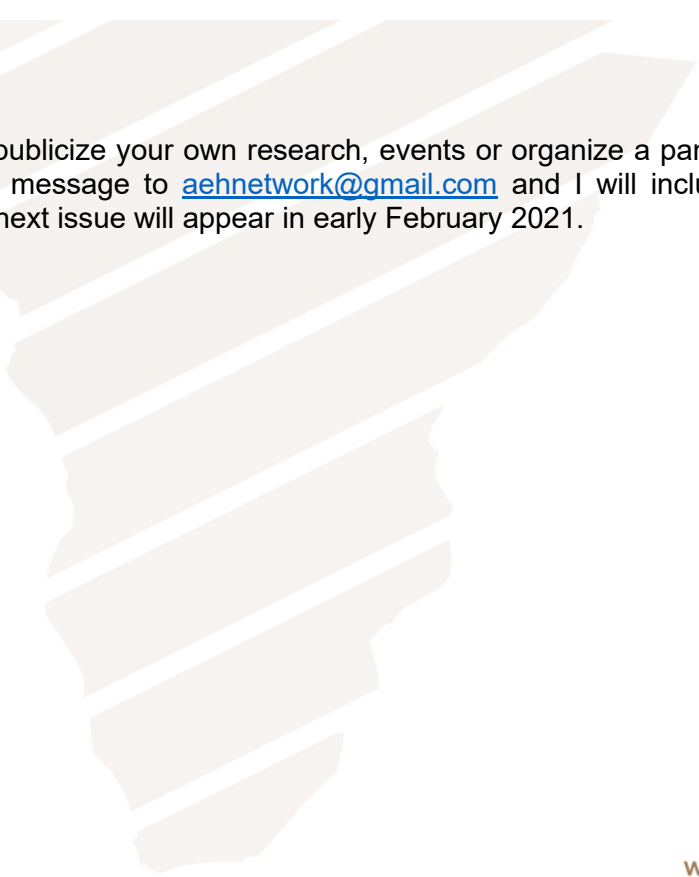 publicize your own research, events or organize a pan
message to aehnetwork@gmail.com and I will inclu
next issue will appear in early February 2021.
w